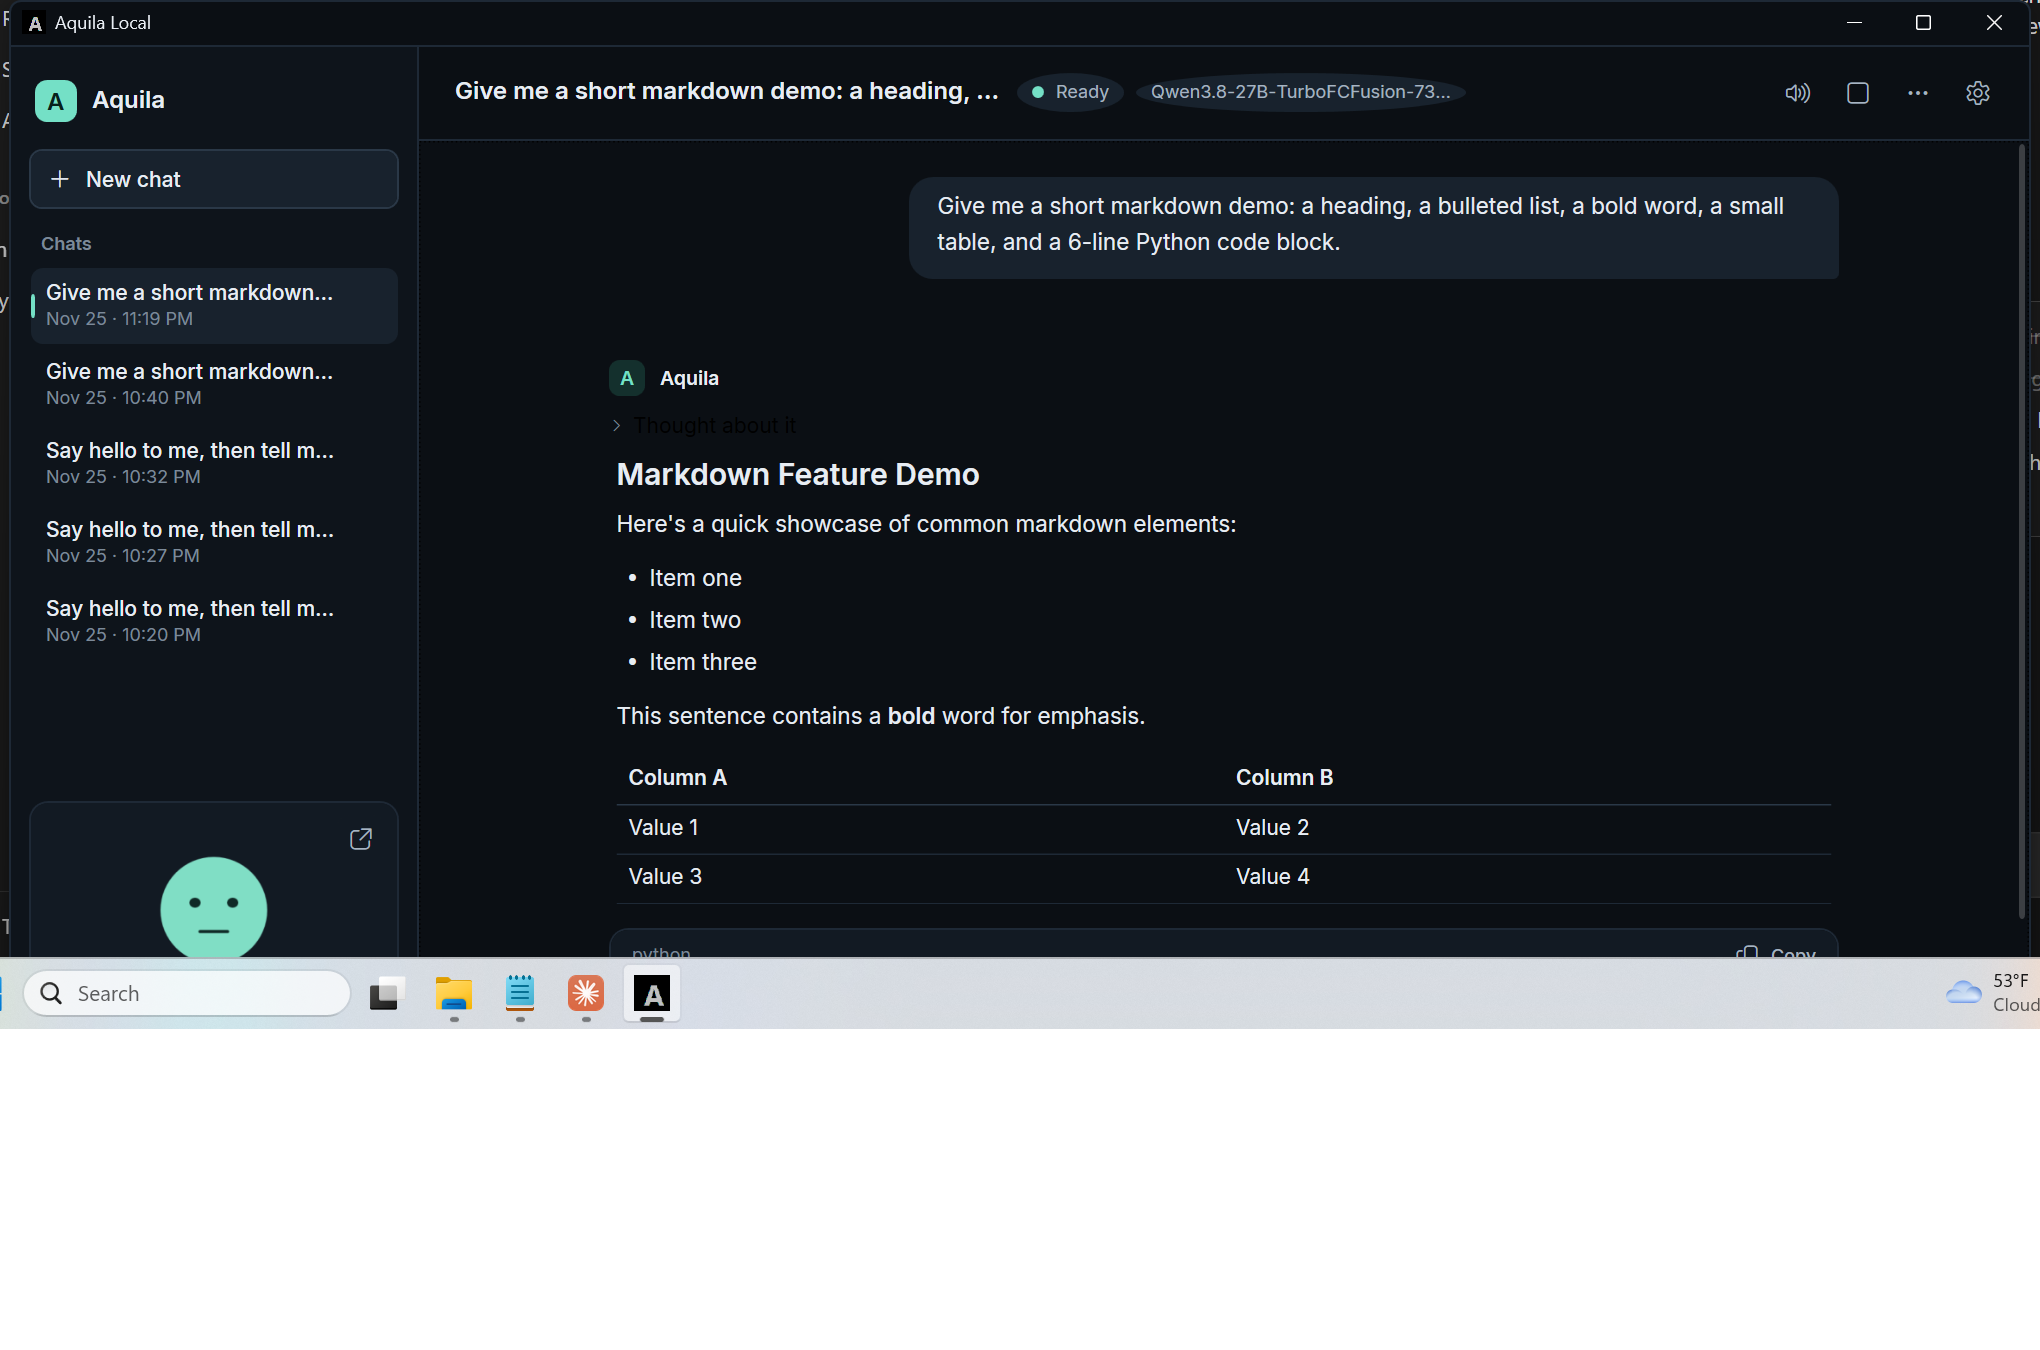 A Aquila Local
A Aquila
+ New chat
Chats
Give me a short markdown...
Nov 25 · 11:19 PM
Give me a short markdown...
Nov 25 · 10:40 PM
Say hello to me, then tell m...
Nov 25 · 10:32 PM
Say hello to me, then tell m...
Nov 25 · 10:27 PM
Say hello to me, then tell m...
Nov 25 · 10:20 PM
Give me a short markdown demo: a heading, ...
Ready
Qwen3.8-27B-TurboFCFusion-73...
Give me a short markdown demo: a heading, a bulleted list, a bold word, a small
table, and a 6-line Python code block.
A Aquila
Thought about it
Markdown Feature Demo
Here's a quick showcase of common markdown elements:
• Item one
• Item two
• Item three
This sentence contains a bold word for emphasis.
Column A Column B
Value 1 Value 2
Value 3 Value 4
python Copy
Search
A
53°F
Cloud